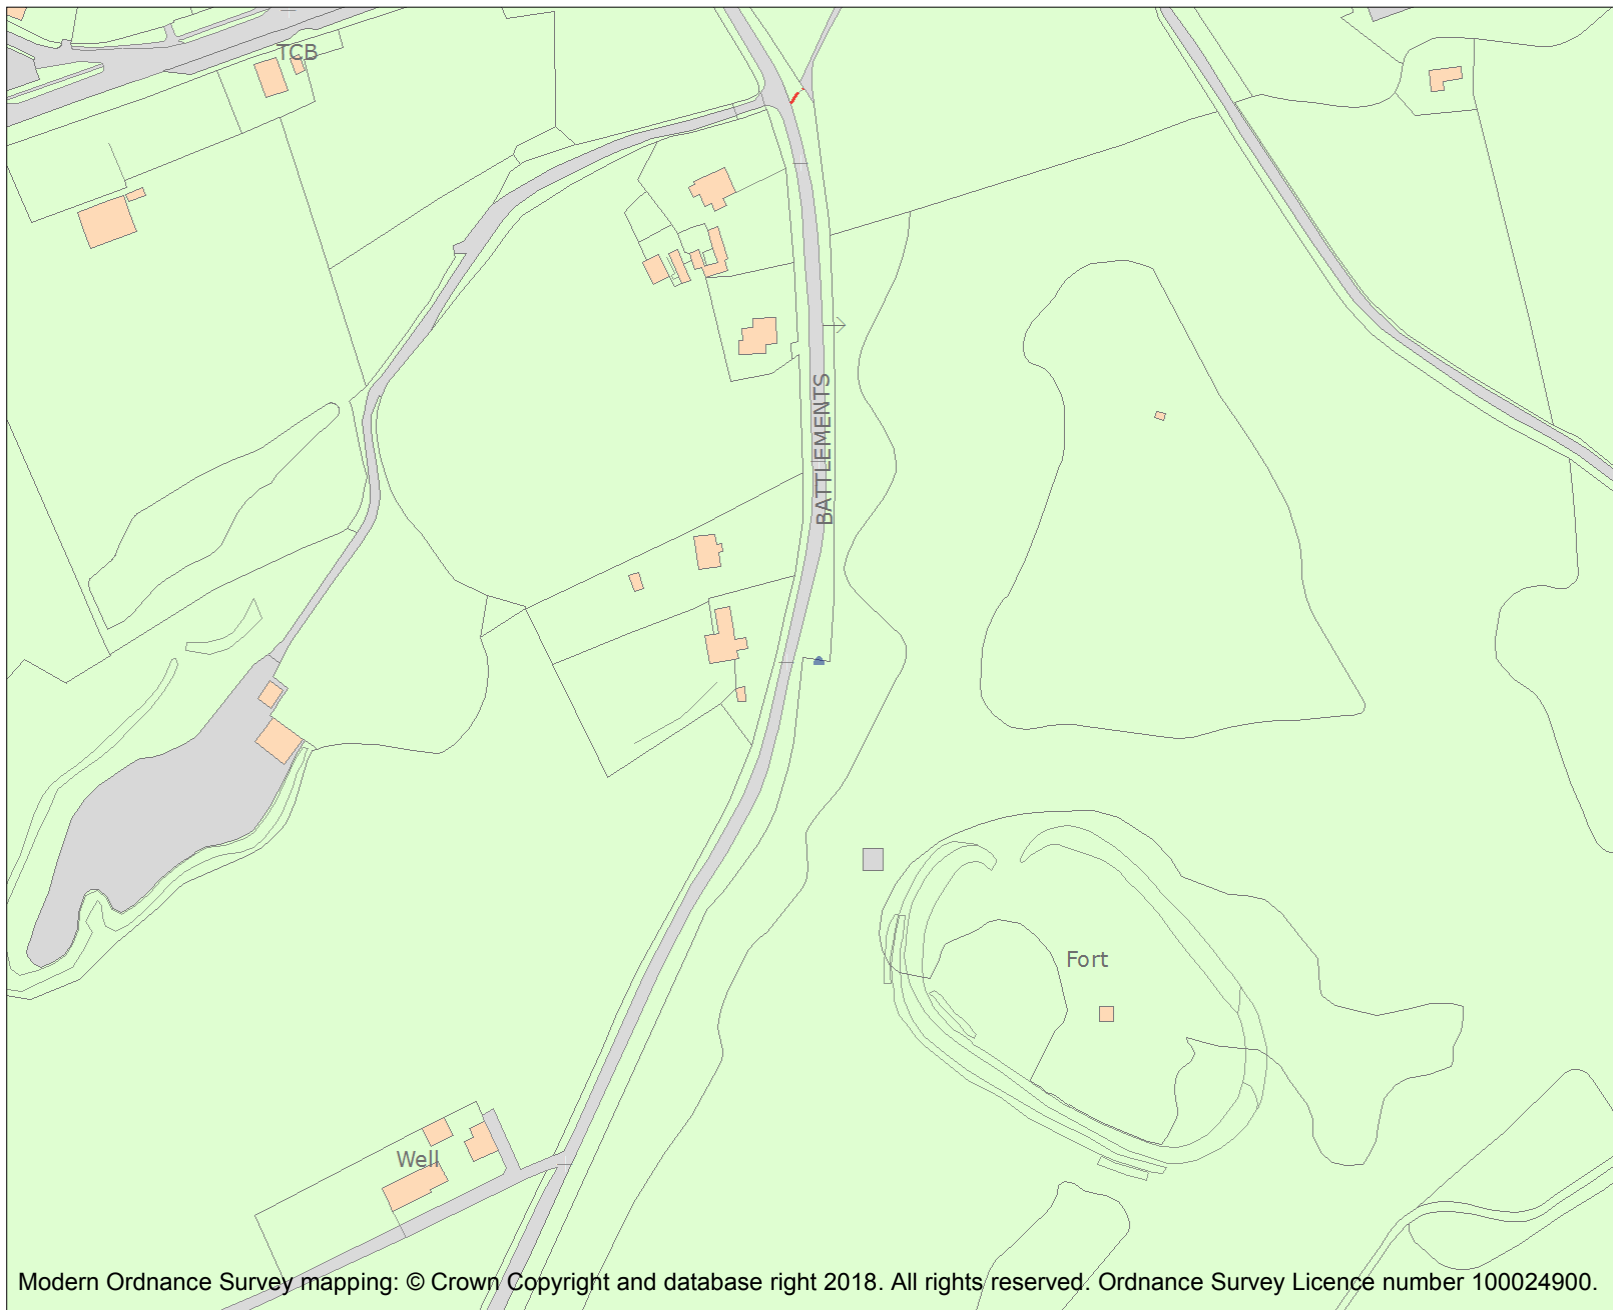 TCB
BATTLEMENTS
Fort
Well
Modern Ordnance Survey mapping: © Crown Copyright and database right 2018. All rights reserved. Ordnance Survey Licence number 100024900.